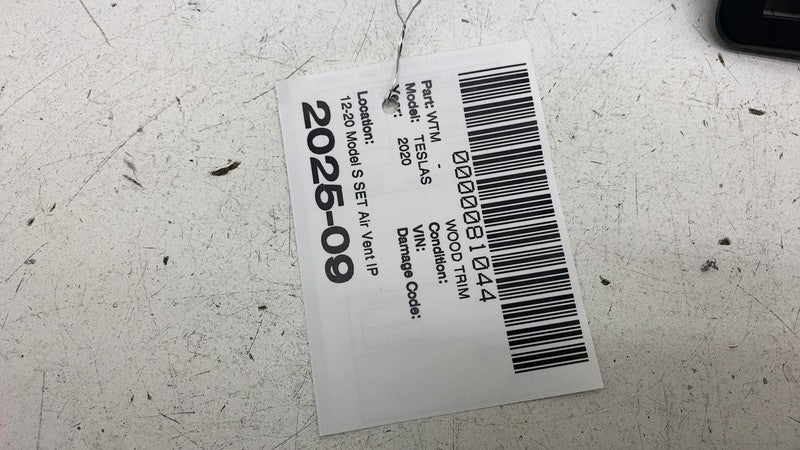 0000081044
Part: WTM - WOOD TRIM
Model: TESLAS Condition:
Year: 2020 VIN:
Damage Code:
Location:
12-20 Model S SET Air Vent IP
2025-09